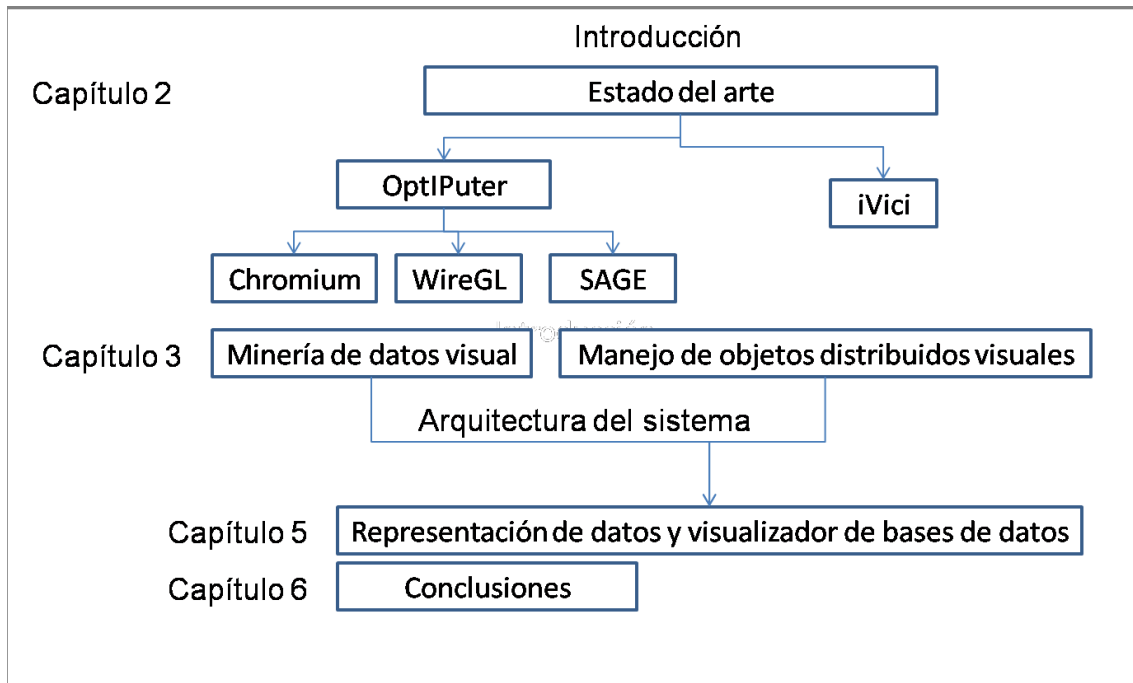 Introducción
Capítulo 2
Estado del arte
OptIPuter
iVici
Chromium
WireGL
SAGE
Introducción
Capítulo 3
Minería de datos visual
Manejo de objetos distribuidos visuales
Arquitectura del sistema
Capítulo 5
Representación de datos y visualizador de bases de datos
Capítulo 6
Conclusiones